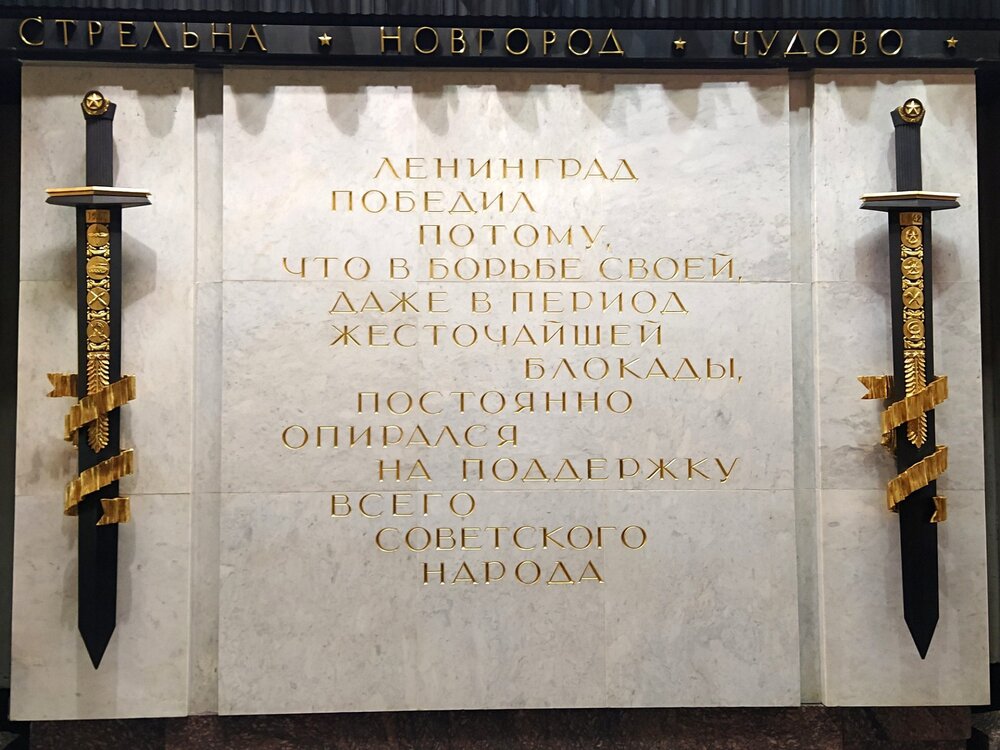 СТРЕЛЬНА ★ НОВГОРОД ★ ЧУДОВО ★
ЛЕНИНГРАД
ПОБЕДИЛ
ПОТОМУ,
ЧТО В БОРЬБЕ СВОЕЙ,
ДАЖЕ В ПЕРИОД
ЖЕСТОЧАЙШЕЙ
БЛОКАДЫ,
ПОСТОЯННО
ОПИРАЛСЯ
НА ПОДДЕРЖКУ
ВСЕГО
СОВЕТСКОГО
НАРОДА